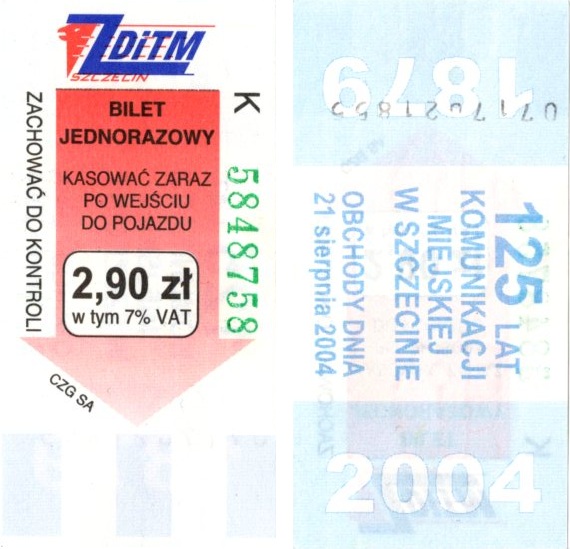 ZDiTM
SZCZECIN
BILET
JEDNORAZOWY
KASOWAĆ ZARAZ
PO WEJŚCIU
DO POJAZDU
2,90 zł
w tym 7% VAT
ZACHOWAĆ DO KONTROLI
CZG SA
K
5848758
1879
125 LAT
KOMUNIKACJI
MIEJSKIEJ
W SZCZECINIE
OBCHODY DNIA
21 sierpnia 2004
2004